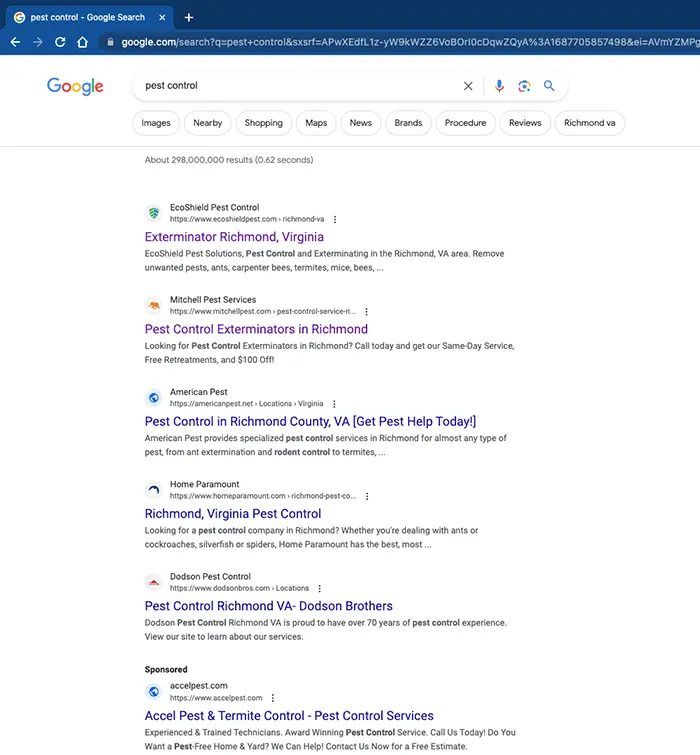 pest control - Google Search
google.com/search?q=pest+control&sxsrf=APwXEdfL1z-yW9kWZZ6VoBOrI0cDqwZQyA%3A1687705857498&ei=AVmYZMPg
Google
pest control
Images Nearby Shopping Maps News Brands Procedure Reviews Richmond va
About 298,000,000 results (0.62 seconds)
EcoShield Pest Control
https://www.ecoshieldpest.com › richmond-va
Exterminator Richmond, Virginia
EcoShield Pest Solutions, Pest Control and Exterminating in the Richmond, VA area. Remove
unwanted pests, ants, carpenter bees, termites, mice, bees, ...
Mitchell Pest Services
https://www.mitchellpest.com › pest-control-service-ri...
Pest Control Exterminators in Richmond
Looking for Pest Control Exterminators in Richmond? Call today and get our Same-Day Service,
Free Retreatments, and $100 Off!
American Pest
https://americanpest.net › Locations › Virginia
Pest Control in Richmond County, VA [Get Pest Help Today!]
American Pest provides specialized pest control services in Richmond for almost any type of
pest, from ant extermination and rodent control to termites, ...
Home Paramount
https://www.homeparamount.com › richmond-pest-co...
Richmond, Virginia Pest Control
Looking for a pest control company in Richmond? Whether you're dealing with ants or
cockroaches, silverfish or spiders, Home Paramount has the best, most ...
Dodson Pest Control
https://www.dodsonbros.com › Locations
Pest Control Richmond VA- Dodson Brothers
Dodson Pest Control Richmond VA is proud to have over 70 years of pest control experience.
View our site to learn about our services.
Sponsored
accelpest.com
https://www.accelpest.com
Accel Pest & Termite Control - Pest Control Services
Experienced & Trained Technicians. Award Winning Pest Control Service. Call Us Today! Do You
Want a Pest-Free Home & Yard? We Can Help! Contact Us Now for a Free Estimate.